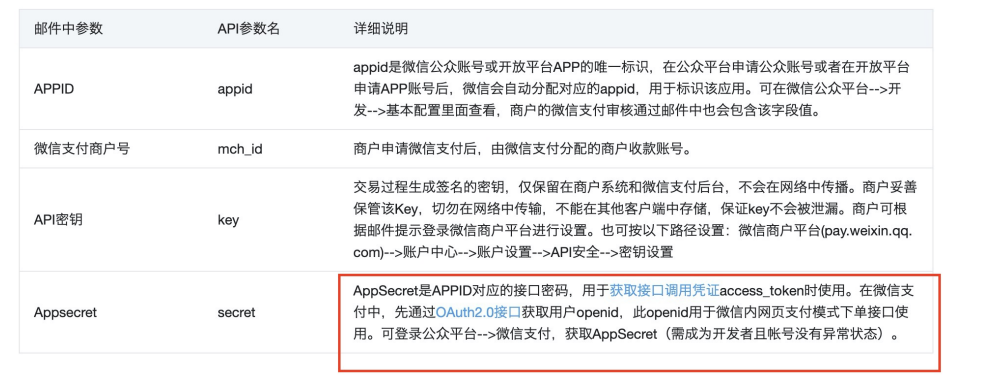 邮件中参数 API参数名 详细说明
appid是微信公众账号或开放平台APP的唯一标识，在公众平台申请公众账号或者在开放平台
APPID appid 申请APP账号后，微信会自动分配对应的appid，用于标识该应用。可在微信公众平台-->开
发-->基本配置里面查看，商户的微信支付审核通过邮件中也会包含该字段值。
微信支付商户号 mch_id 商户申请微信支付后，由微信支付分配的商户收款账号。
交易过程生成签名的密钥，仅保留在商户系统和微信支付后台，不会在网络中传播。商户妥善
API密钥 key 保管该Key，切勿在网络中传输，不能在其他客户端中存储，保证key不会被泄漏。商户可根
据邮件提示登录微信商户平台进行设置。也可按以下路径设置：微信商户平台(pay.weixin.qq.
com)-->账户中心-->账户设置-->API安全-->密钥设置
AppSecret是APPID对应的接口密码，用于获取接口调用凭证access_token时使用。在微信支
Appsecret secret 付中，先通过OAuth2.0接口获取用户openid，此openid用于微信内网页支付模式下单接口使
用。可登录公众平台-->微信支付，获取AppSecret（需成为开发者且帐号没有异常状态）。